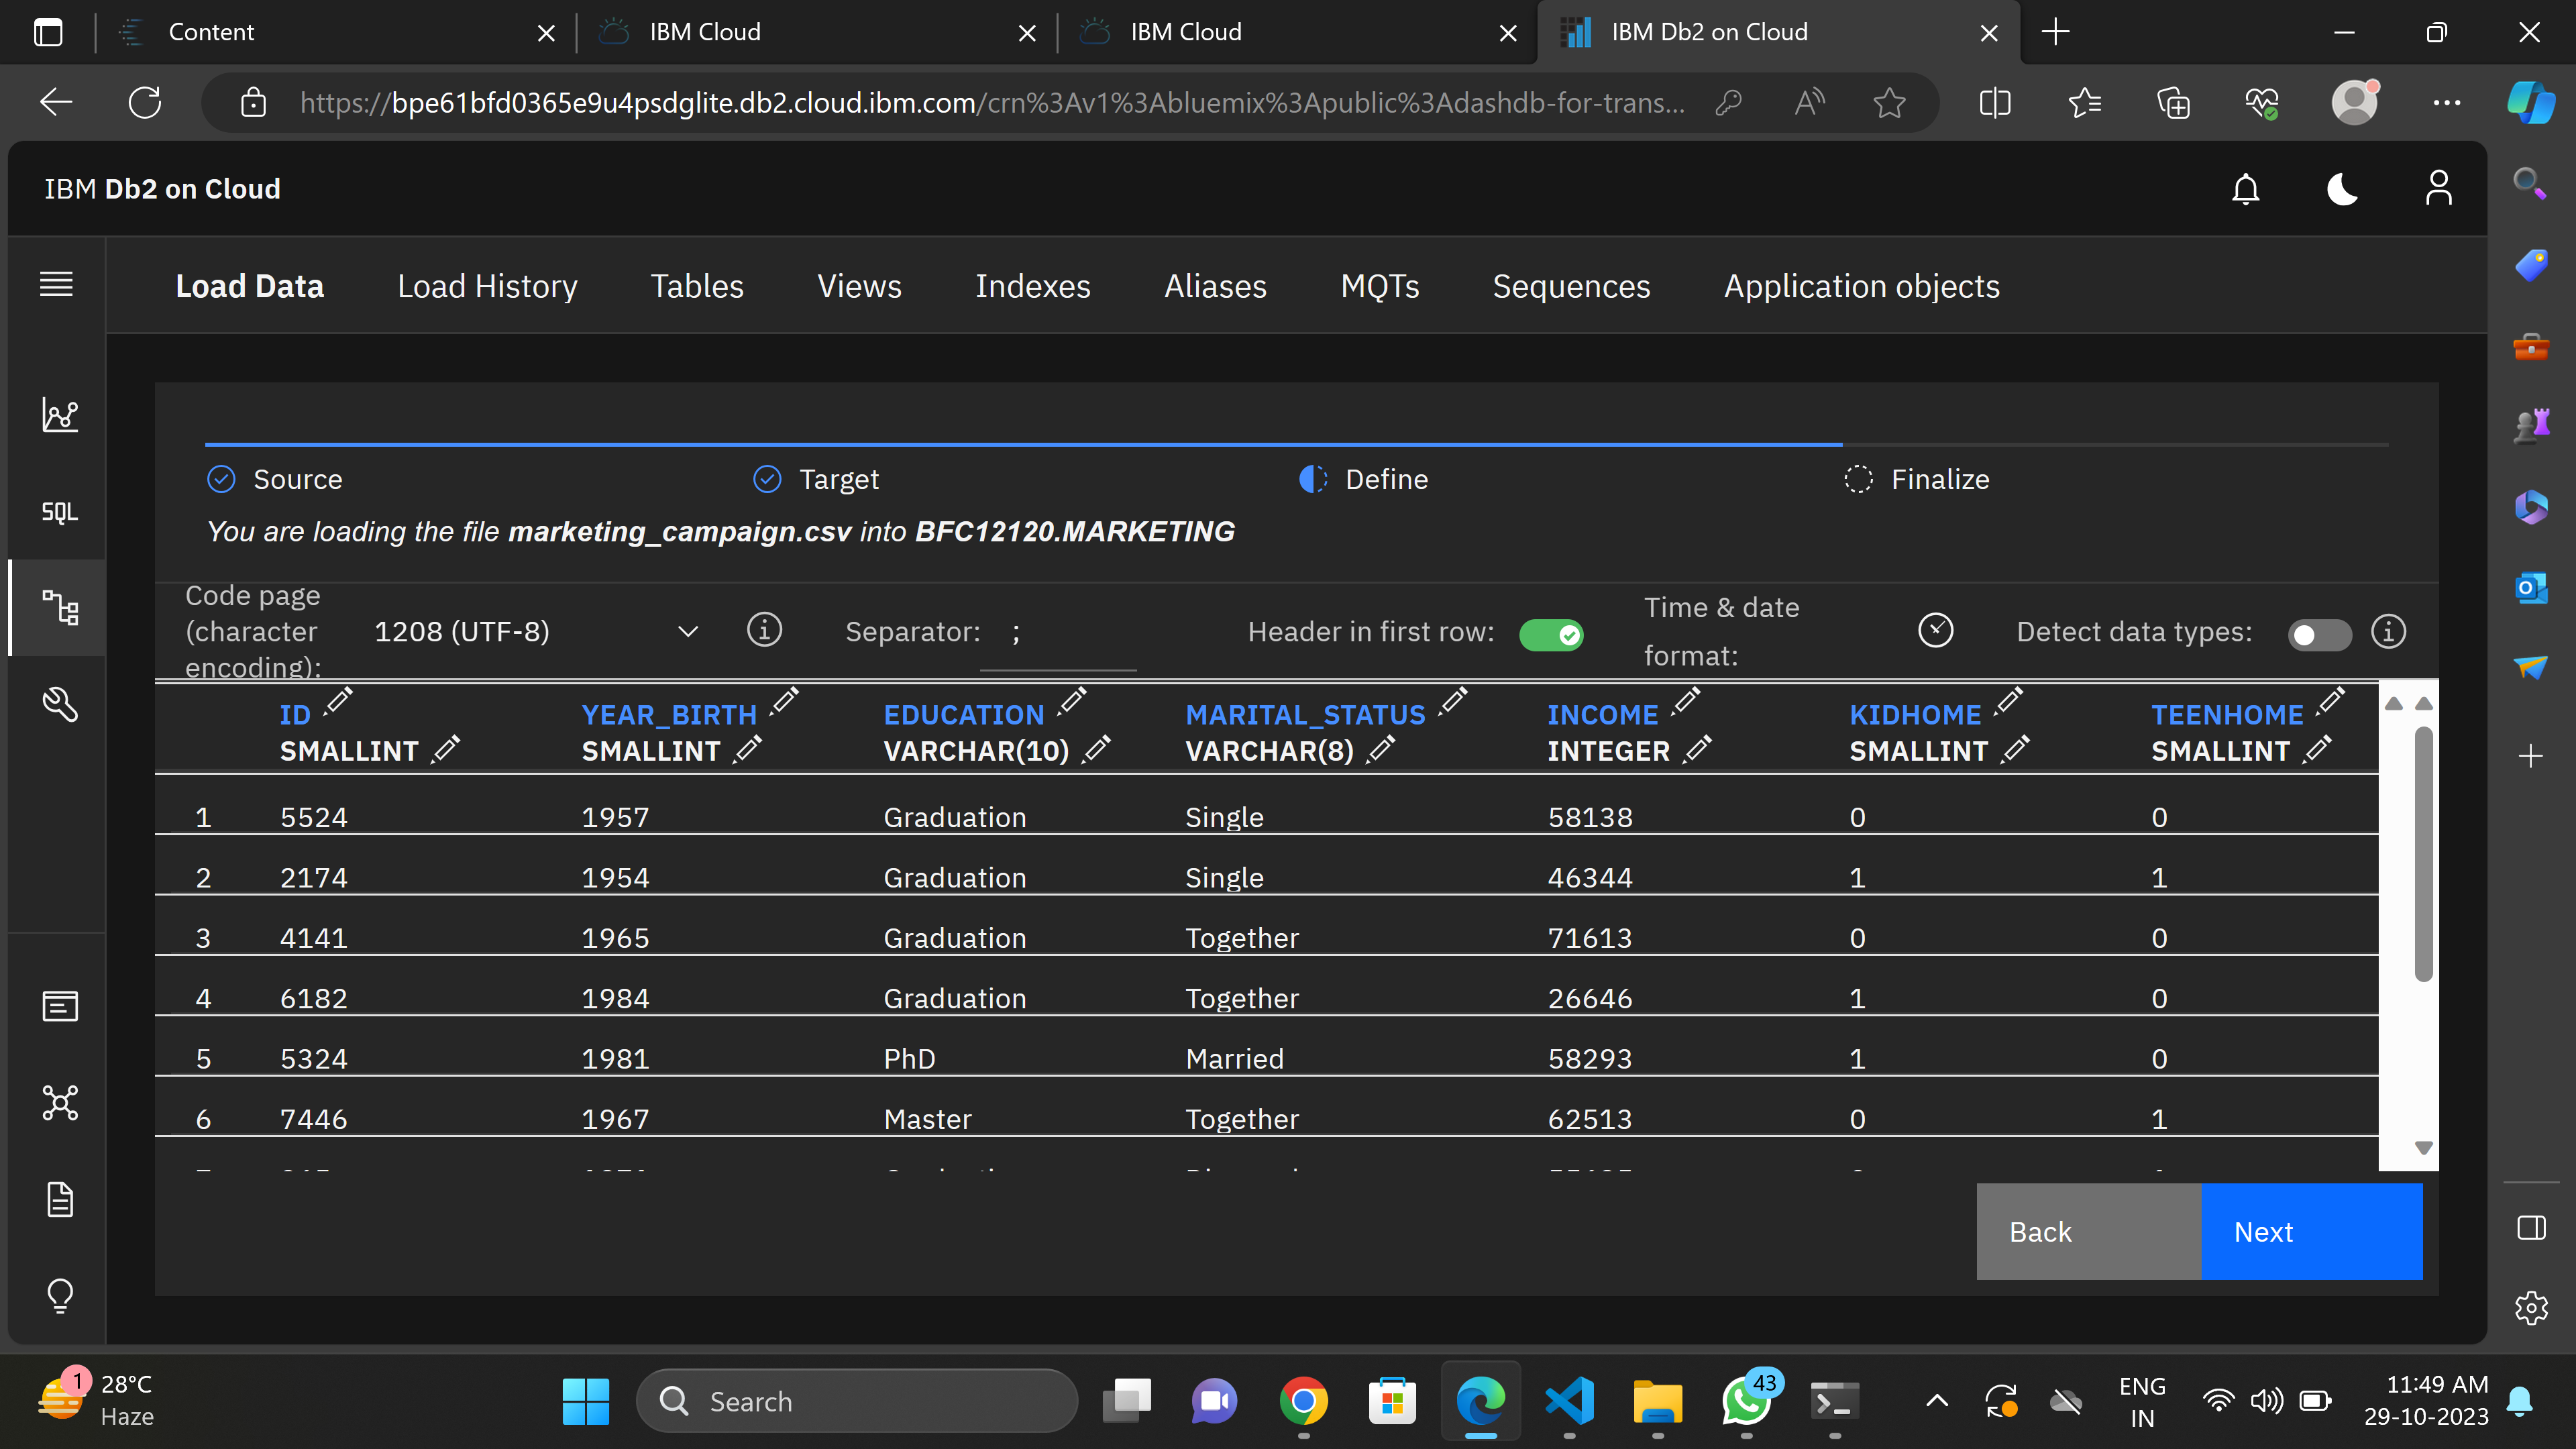 Content
IBM Cloud
IBM Cloud
IBM Db2 on Cloud
https://bpe61bfd0365e9u4psdglite.db2.cloud.ibm.com/crn%3Av1%3Abluemix%3Apublic%3Adashdb-for-trans...
IBM Db2 on Cloud
Load Data Load History Tables Views Indexes Aliases MQTs Sequences Application objects
SQL
Source Target Define Finalize
You are loading the file marketing_campaign.csv into BFC12120.MARKETING
Code page (character encoding): 1208 (UTF-8) Separator: ; Header in first row: Time & date format: Detect data types:
ID YEAR_BIRTH EDUCATION MARITAL_STATUS INCOME KIDHOME TEENHOME
SMALLINT SMALLINT VARCHAR(10) VARCHAR(8) INTEGER SMALLINT SMALLINT
1 5524 1957 Graduation Single 58138 0 0
2 2174 1954 Graduation Single 46344 1 1
3 4141 1965 Graduation Together 71613 0 0
4 6182 1984 Graduation Together 26646 1 0
5 5324 1981 PhD Married 58293 1 0
6 7446 1967 Master Together 62513 0 1
Back Next
1
28°C
Haze
Search
43
ENG
IN
11:49 AM
29-10-2023